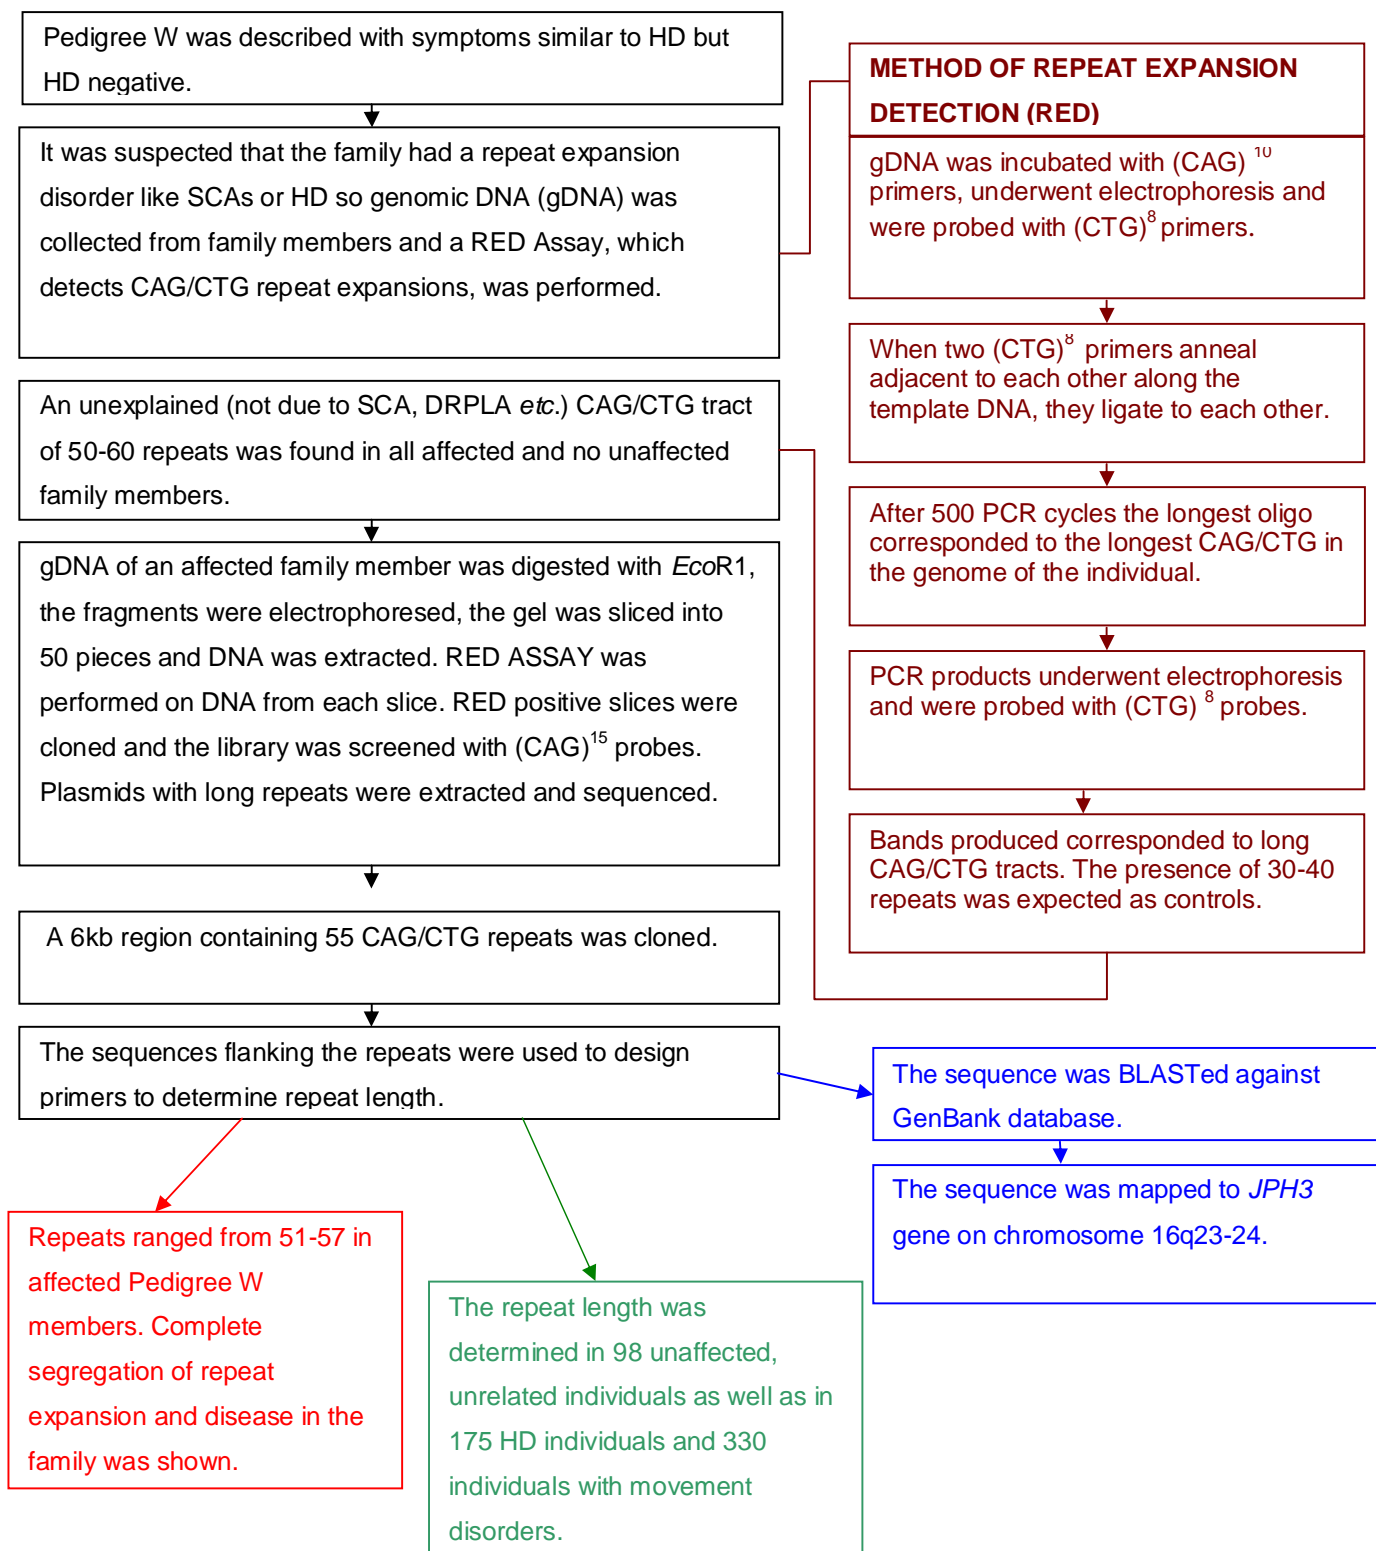 Pedigree W was described with symptoms similar to HD but
HD negative.
It was suspected that the family had a repeat expansion
disorder like SCAs or HD so genomic DNA (gDNA) was
collected from family members and a RED Assay, which
detects CAG/CTG repeat expansions, was performed.
An unexplained (not due to SCA, DRPLA etc.) CAG/CTG tract
of 50-60 repeats was found in all affected and no unaffected
family members.
gDNA of an affected family member was digested with EcoR1,
the fragments were electrophoresed, the gel was sliced into
50 pieces and DNA was extracted. RED ASSAY was
performed on DNA from each slice. RED positive slices were
cloned and the library was screened with (CAG)15 probes.
Plasmids with long repeats were extracted and sequenced.
A 6kb region containing 55 CAG/CTG repeats was cloned.
The sequences flanking the repeats were used to design
primers to determine repeat length.
METHOD OF REPEAT EXPANSION
DETECTION (RED)
gDNA was incubated with (CAG) 10
primers, underwent electrophoresis and
were probed with (CTG)8 primers.
When two (CTG)8 primers anneal
adjacent to each other along the
template DNA, they ligate to each other.
After 500 PCR cycles the longest oligo
corresponded to the longest CAG/CTG in
the genome of the individual.
PCR products underwent electrophoresis
and were probed with (CTG) 8 probes.
Bands produced corresponded to long
CAG/CTG tracts. The presence of 30-40
repeats was expected as controls.
The sequence was BLASTed against
GenBank database.
The sequence was mapped to JPH3
gene on chromosome 16q23-24.
Repeats ranged from 51-57 in
affected Pedigree W
members. Complete
segregation of repeat
expansion and disease in the
family was shown.
The repeat length was
determined in 98 unaffected,
unrelated individuals as well as in
175 HD individuals and 330
individuals with movement
disorders.